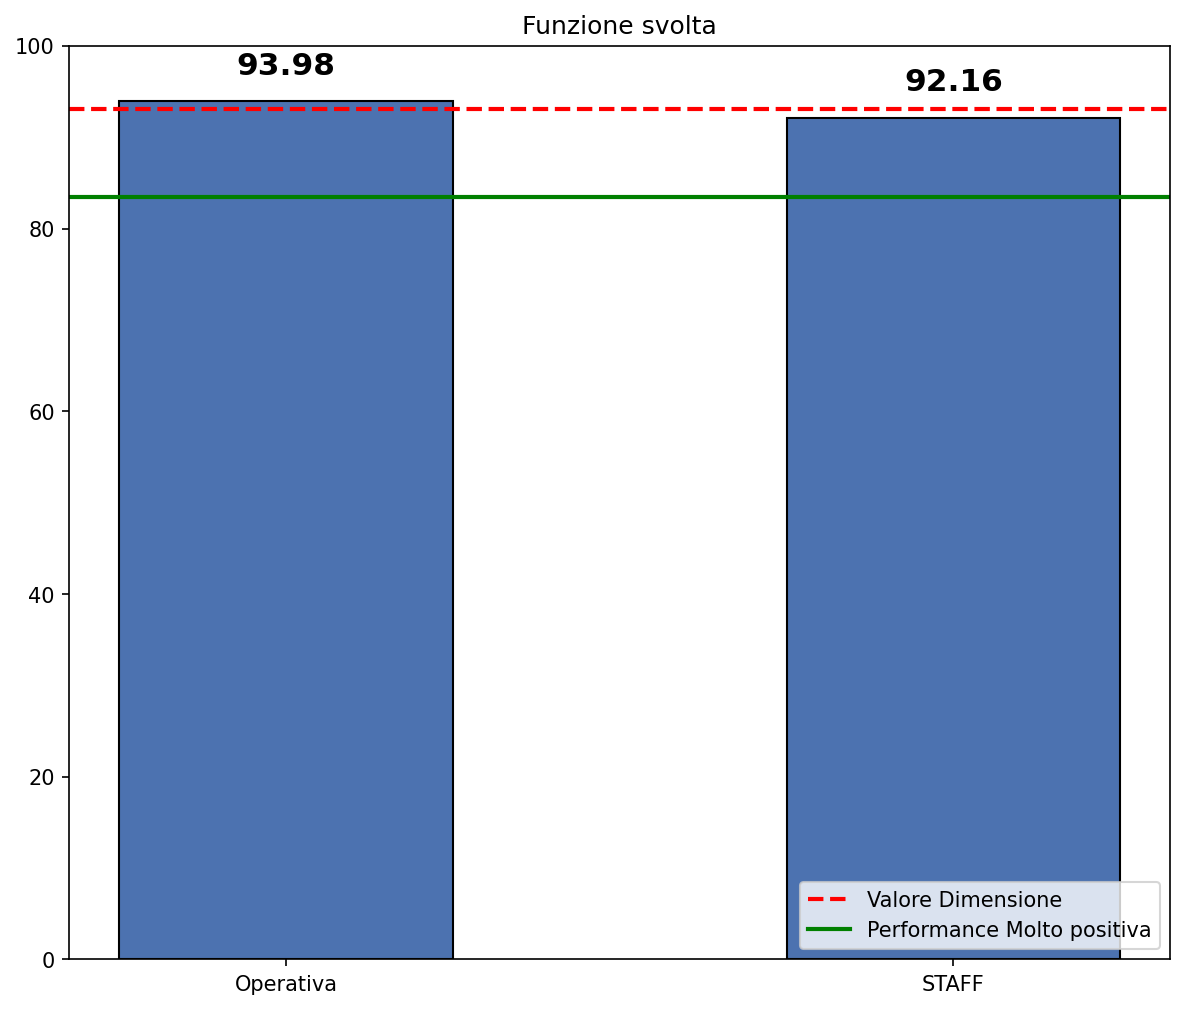 Funzione svolta
100
80
60
40
20
0
93.98
92.16
Operativa
STAFF
Valore Dimensione
Performance Molto positiva